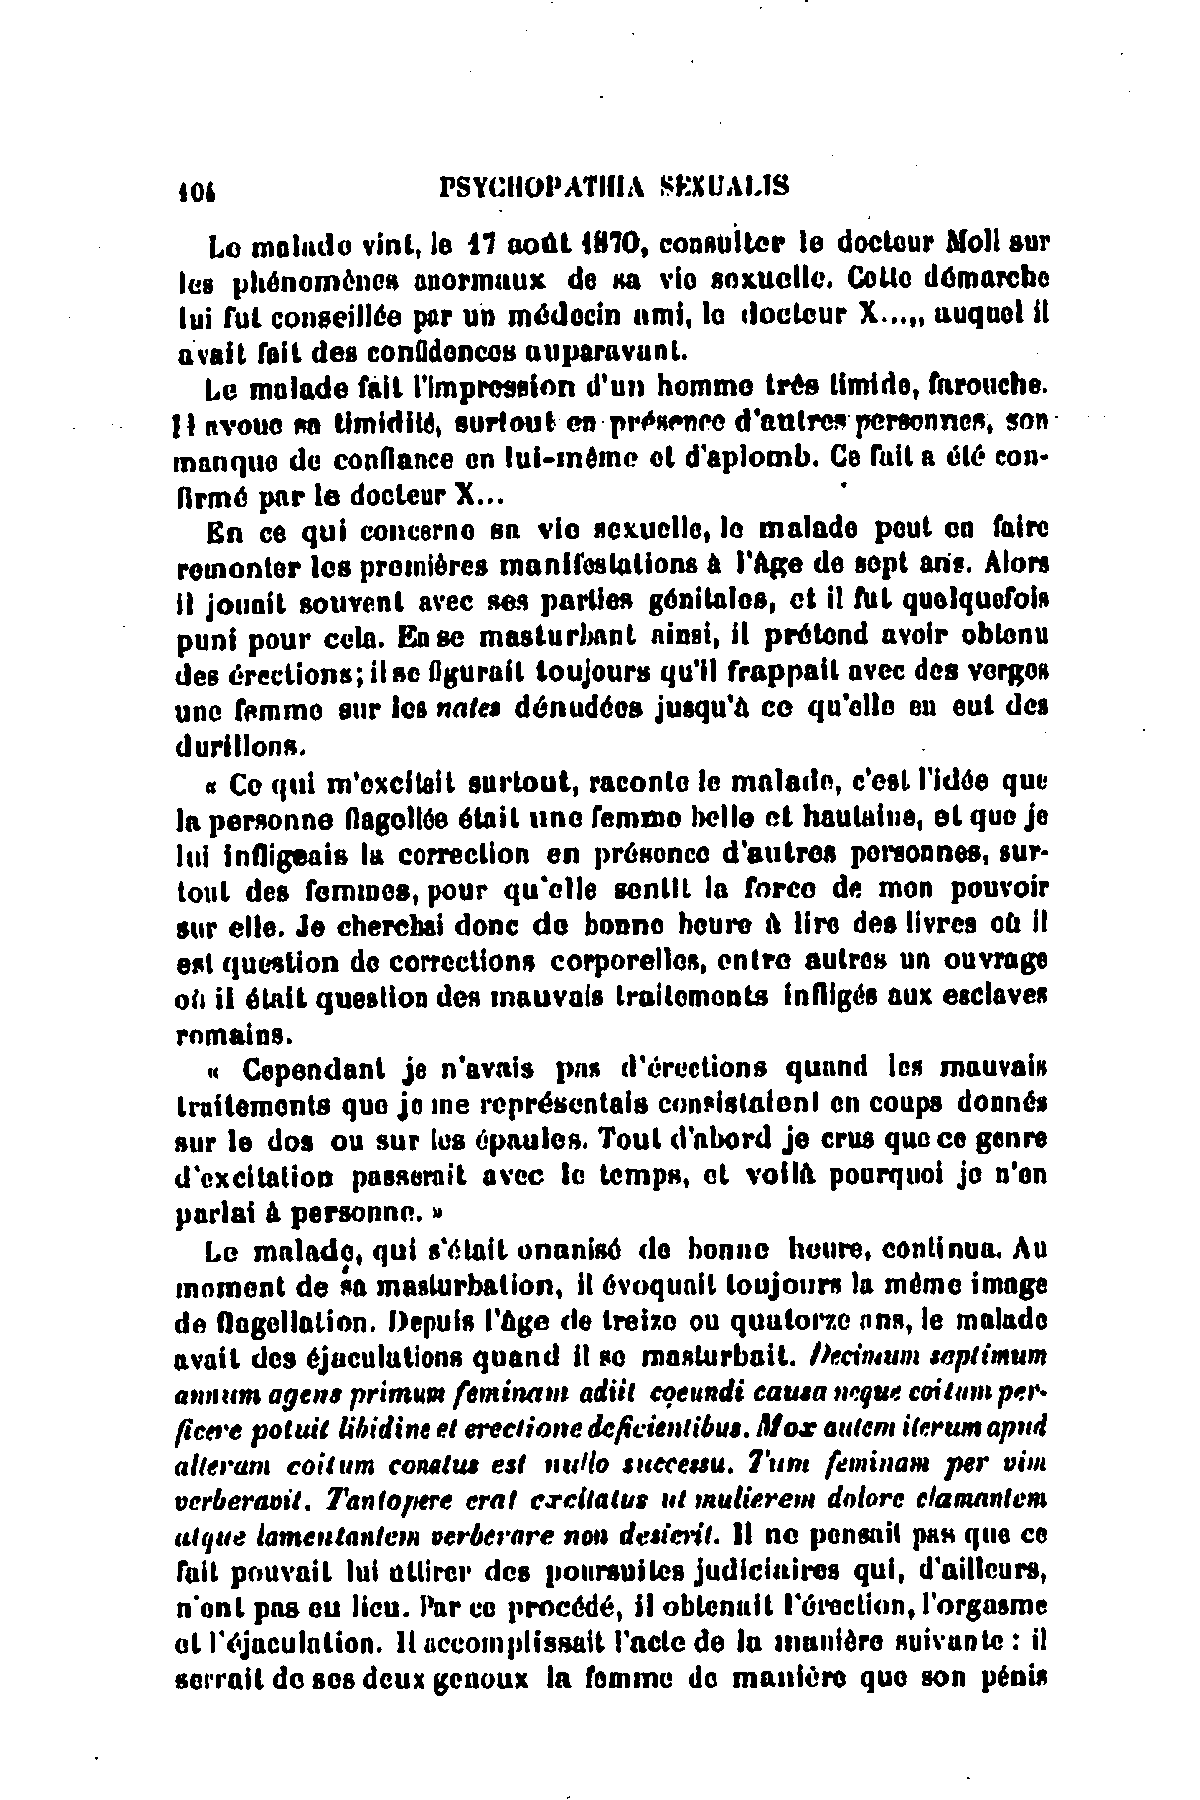 104 PSYCHOPATHIA SEXUALIS
Le malade vint, le 17 août 1870, consulter le docteur Moll sur
les phénomènes anormaux de sa vie sexuelle. Cette démarche
lui fut conseillée par un médecin ami, le docteur X...,, auquel il
avait fait des confidences auparavant.
Le malade fait l'impression d'un homme très timide, farouche.
Il avoue sa timidité, surtout en présence d'autres personnes, son
manque de confiance en lui-même et d'aplomb. Ce fait a été con-
firmé par le docteur X...
En ce qui concerne sa vie sexuelle, le malade peut en faire
remonter les premières manifestations à l'âge de sept ans. Alors
il jouait souvent avec ses parties génitales, et il fut quelquefois
puni pour cela. En se masturbant ainsi, il prétend avoir obtenu
des érections; il se figurait toujours qu'il frappait avec des verges
une femme sur les nates dénudées jusqu'à ce qu'elle en eut des
durillons.
« Ce qui m'excitait surtout, raconte le malade, c'est l'idée que
la personne flagellée était une femme belle et hautaine, et que je
lui infligeais la correction en présence d'autres personnes, sur-
tout des femmes, pour qu'elle sentît la force de mon pouvoir
sur elle. Je cherchai donc de bonne heure à lire des livres où il
est question de corrections corporelles, entre autres un ouvrage
où il était question des mauvais traitements infligés aux esclaves
romains.
« Cependant je n'avais pas d'érections quand les mauvais
traitements que je me représentais consistaient en coups donnés
sur le dos ou sur les épaules. Tout d'abord je crus que ce genre
d'excitation passerait avec le temps, et voilà pourquoi je n'en
parlai à personne. »
Le malade, qui s'était onanisé de bonne heure, continua. Au
moment de sa masturbation, il évoquait toujours la même image
de flagellation. Depuis l'âge de treize ou quatorze ans, le malade
avait des éjaculations quand il se masturbait. Decimum septimum
annum agens primum feminam adiit coeundi causa neque coitum per-
ficere potuit libidine et erectione deficientibus. Mox autem iterum apud
alteram coitum conatus est nullo successu. Tum feminam per vim
verberavit. Tantopere erat excitatus ut mulierem dolore clamantem
atque lamentantem verberare non desierit. Il ne pensait pas que ce
fait pouvait lui attirer des poursuites judiciaires qui, d'ailleurs,
n'ont pas eu lieu. Par ce procédé, il obtenait l'érection, l'orgasme
et l'éjaculation. Il accomplissait l'acte de la manière suivante : il
serrait de ses deux genoux la femme de manière que son pénis